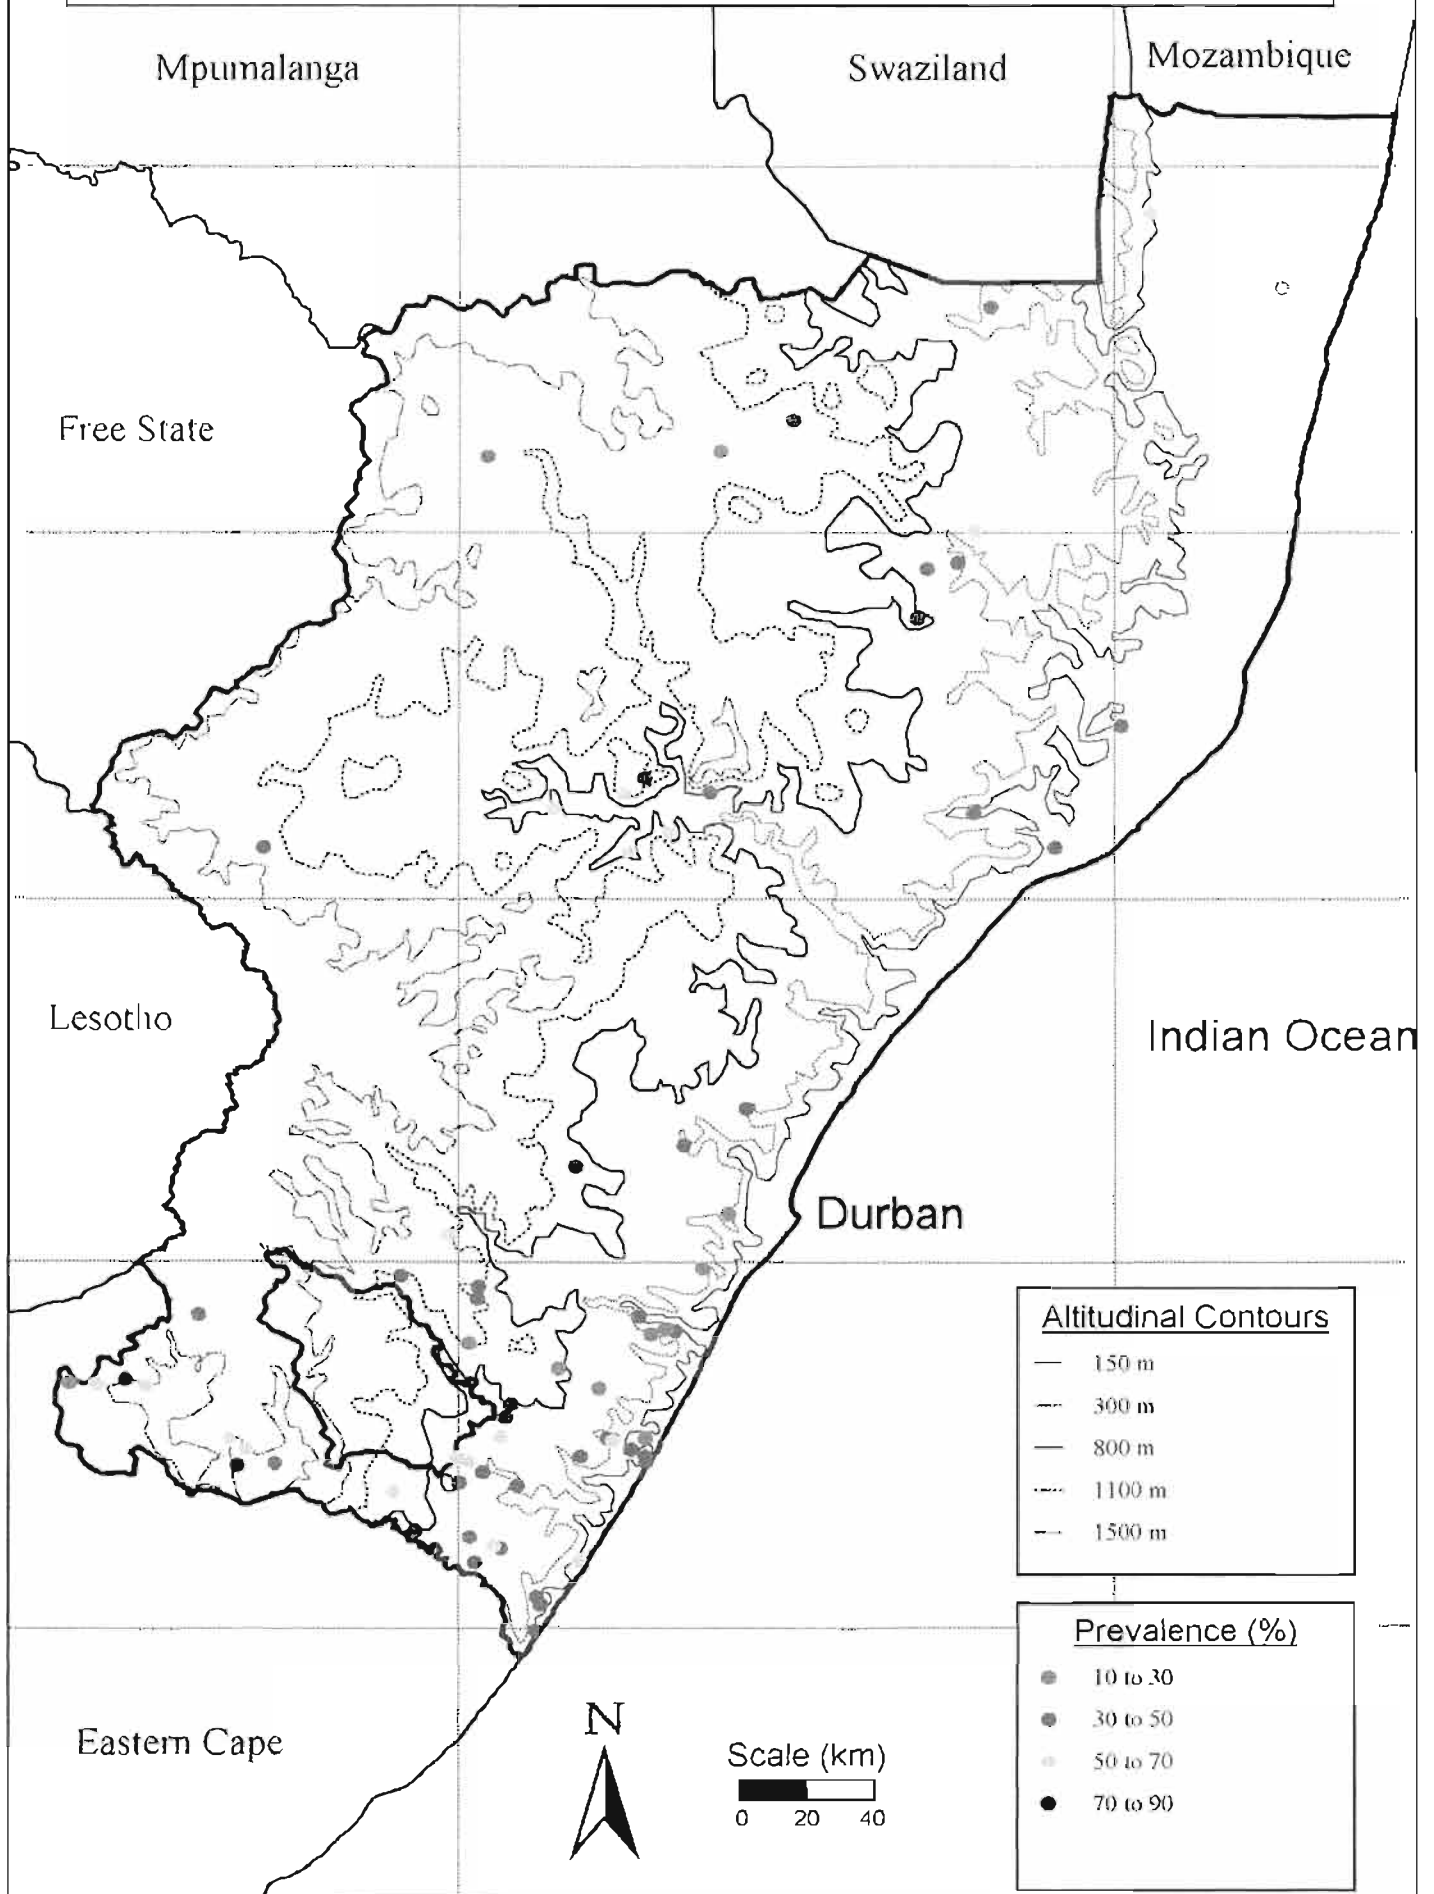 Mpumalanga
Swaziland
Mozambique
Free State
Lesotho
Indian Ocean
Durban
Altitudinal Contours
150 m
300 m
800 m
1100 m
1500 m
Prevalence (%)
10 to 30
30 to 50
50 to 70
70 to 90
Eastern Cape
N
Scale (km)
0 20 40